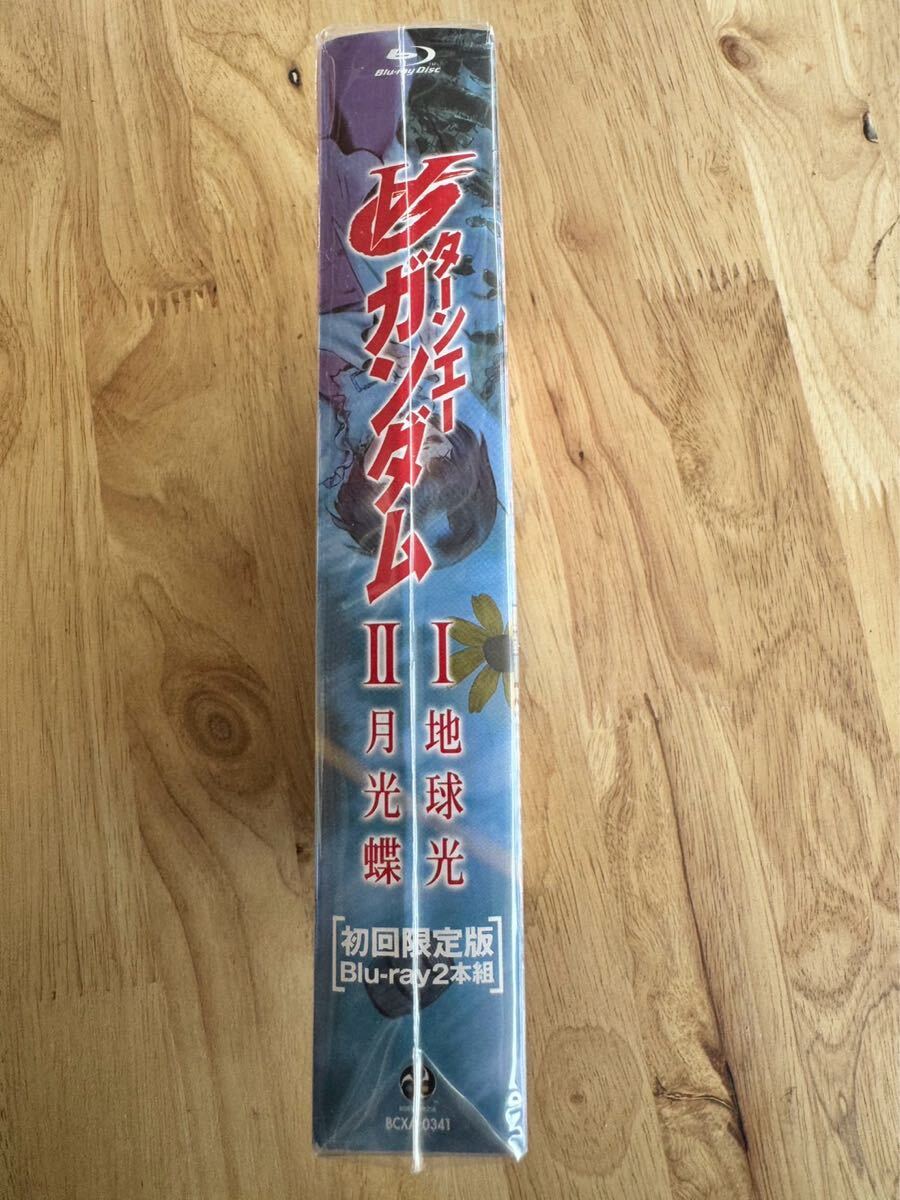 Blu-ray Disc
∀ガンダム
ターンエー
I 地球光
II 月光蝶
初回限定版
Blu-ray2本組
BCXA-0341